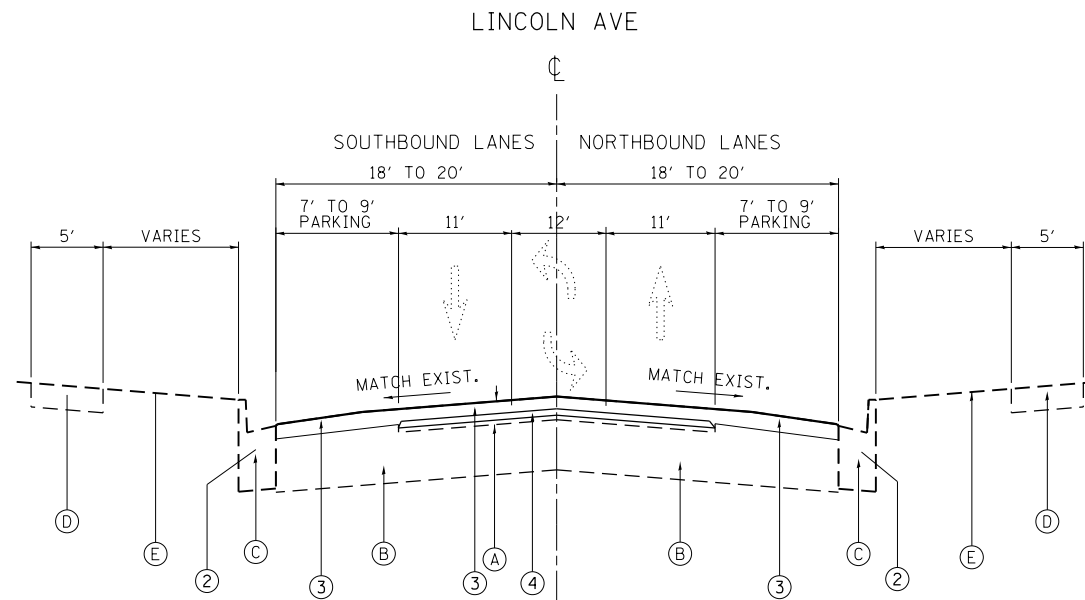 LINCOLN AVE
℄
SOUTHBOUND LANES NORTHBOUND LANES
18' TO 20' 18' TO 20'
7' TO 9' PARKING 11' 12' 11' 7' TO 9' PARKING
5' VARIES VARIES 5'
MATCH EXIST. MATCH EXIST.
D E 2 C 3 B 3 A 4 B 3 C 2 E D